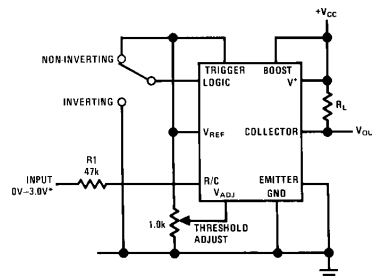 +VCC
NON-INVERTING
INVERTING
TRIGGER
BOOST
LOGIC
V+
RL
VREF
COLLECTOR
R1
47k
INPUT
0V–3.0V*
R/C
EMITTER
VADJ
GND
1.0k
THRESHOLD
ADJUST